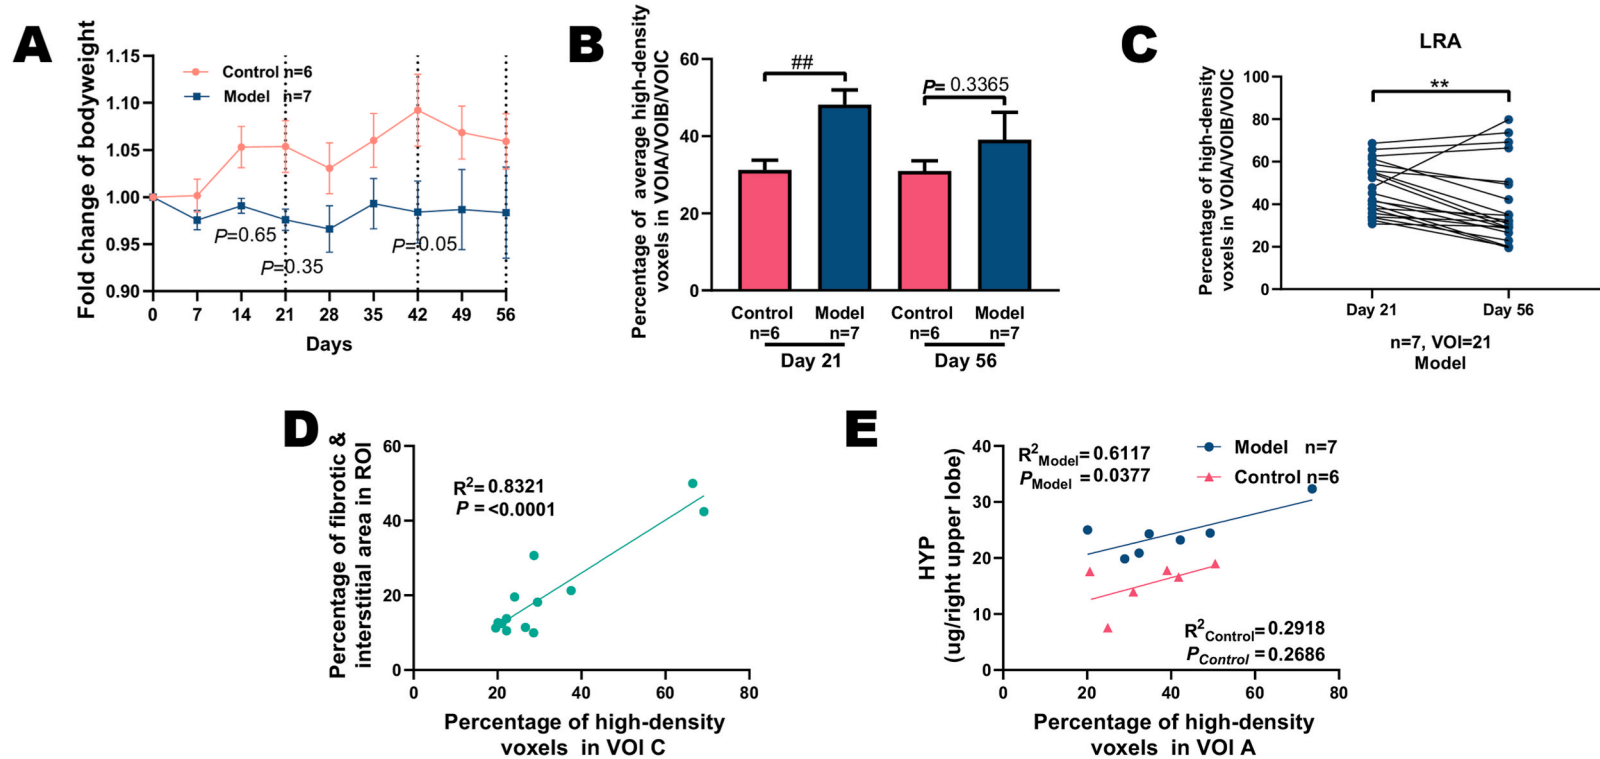 A
Fold change of bodyweight
1.15
1.10
1.05
1.00
0.95
0.90
Control n=6
Model n=7
P=0.65
P=0.35
P=0.05
0 7 14 21 28 35 42 49 56
Days
B
Percentage of average high-density
voxels in VOIA/VOIB/VOIC
60
40
20
0
##
P= 0.3365
Control Model Control Model
n=6 n=7 n=6 n=7
Day 21 Day 56
C
LRA
Percentage of high-density
voxels in VOIA/VOIB/VOIC
100
80
60
40
20
0
**
Day 21 Day 56
n=7, VOI=21
Model
D
Percentage of fibrotic &
interstitial area in ROI
60
40
20
0
R²= 0.8321
P = <0.0001
0 20 40 60 80
Percentage of high-density
voxels in VOI C
E
HYP
(ug/right upper lobe)
40
30
20
10
0
R²Model= 0.6117
PModel = 0.0377
Model n=7
Control n=6
R²Control= 0.2918
PControl = 0.2686
0 20 40 60 80
Percentage of high-density
voxels in VOI A